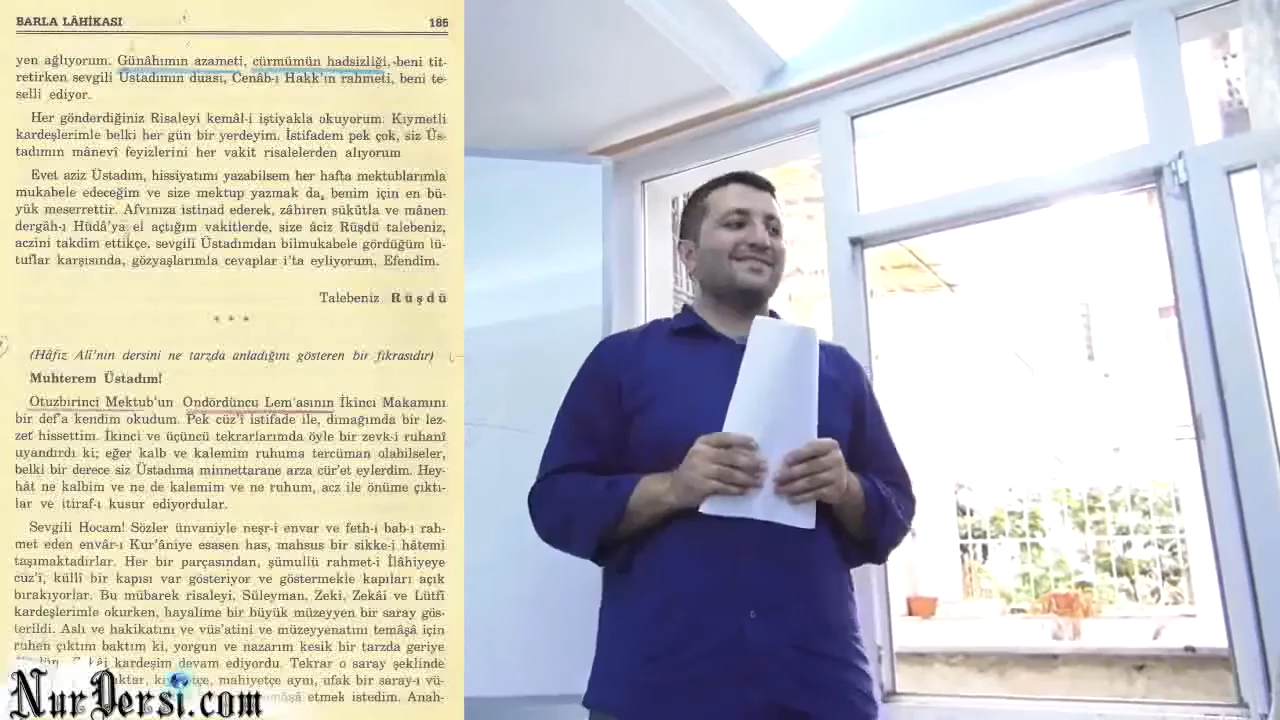 BARLA LÂHİKASI 185
yen ağlıyorum. Günâhımın azameti, cürmümün hadsizliği, beni tit-
retirken sevgili Üstadımın duası, Cenâb-ı Hakk'ın rahmeti, beni te-
selli ediyor.
Her gönderdiğiniz Risaleyi kemâl-i iştiyakla okuyorum. Kıymetli
kardeşlerimle belki her gün bir yerdeyim. İstifadem pek çok, siz Üs-
tadımın mânevî feyizlerini her vakit risalelerden alıyorum
Evet aziz Üstadım, hissiyatımı yazabilsem her hafta mektublarımla
mukabele edeceğim ve size mektup yazmak da, benim için en bü-
yük meserrettir. Afvınıza istinad ederek, zâhiren sükûtla ve mânen
dergâh-ı Hüdâ'ya el açtığım vakitlerde, size âciz Rüşdü talebeniz,
aczini takdim ettikçe, sevgili Üstadımdan bilmukabele gördüğüm lü-
tuflar karşısında, gözyaşlarımla cevaplar i'ta eyliyorum, Efendim.
Talebeniz Rüşdü
* * *
(Hâfız Ali'nin dersini ne tarzda anladığını gösteren bir fıkrasıdır)
Muhterem Üstadım!
Otuzbirinci Mektub'un Ondördüncü Lem'asının İkinci Makamını
bir def'a kendim okudum. Pek cüz'î istifade ile, dimağımda bir lez-
zet hissettim. İkinci ve üçüncü tekrarlarımda öyle bir zevk-i ruhanî
uyandırdı ki; eğer kalb ve kalemim ruhuma tercüman olabilseler,
belki bir derece siz Üstadıma minnettarane arza cür'et eylerdim. Hey-
hât ne kalbim ve ne de kalemim ve ne ruhum, acz ile önüme çıktı-
lar ve itiraf-ı kusur ediyordular.
Sevgili Hocam! Sözler ünvaniyle neşr-i envar ve feth-i bab-ı rah-
met eden envâr-ı Kur'âniye esasen has, mahsus bir sikke-i hâtemi
taşımaktadırlar. Her bir parçasından, şümullü rahmet-i İlâhiyeye
cüz'î, küllî bir kapısı var gösteriyor ve göstermekle kapıları açık
bırakıyorlar. Bu mübarek risaleyi, Süleyman, Zeki, Zekâi ve Lütfi
kardeşlerimle okurken, hayalime bir büyük müzeyyen bir saray gös-
terildi. Aslı ve hakikatını ve vüs'atini ve müzeyyenatını temâşâ için
ruhen çıktım baktım ki, yorgun ve nazarım kesik bir tarzda geriye
kardeşim devam ediyordu. Tekrar o saray şeklinde
mahiyetçe aynı, ufak bir saray-ı vü-
etmek istedim. Anah-
NurDersi.com